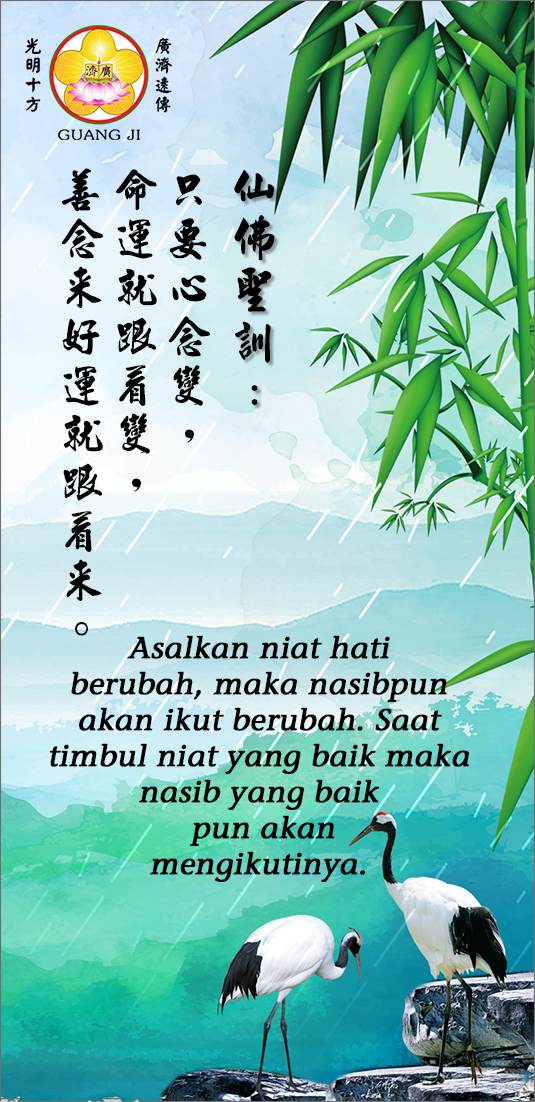 光明十方
廣濟遠傳
廣濟
GUANG JI
仙佛聖訓：
只要心念變，
命運就跟着變，
善念来好運就跟着来。
Asalkan niat hati
berubah, maka nasibpun
akan ikut berubah. Saat
timbul niat yang baik maka
nasib yang baik
pun akan
mengikutinya.